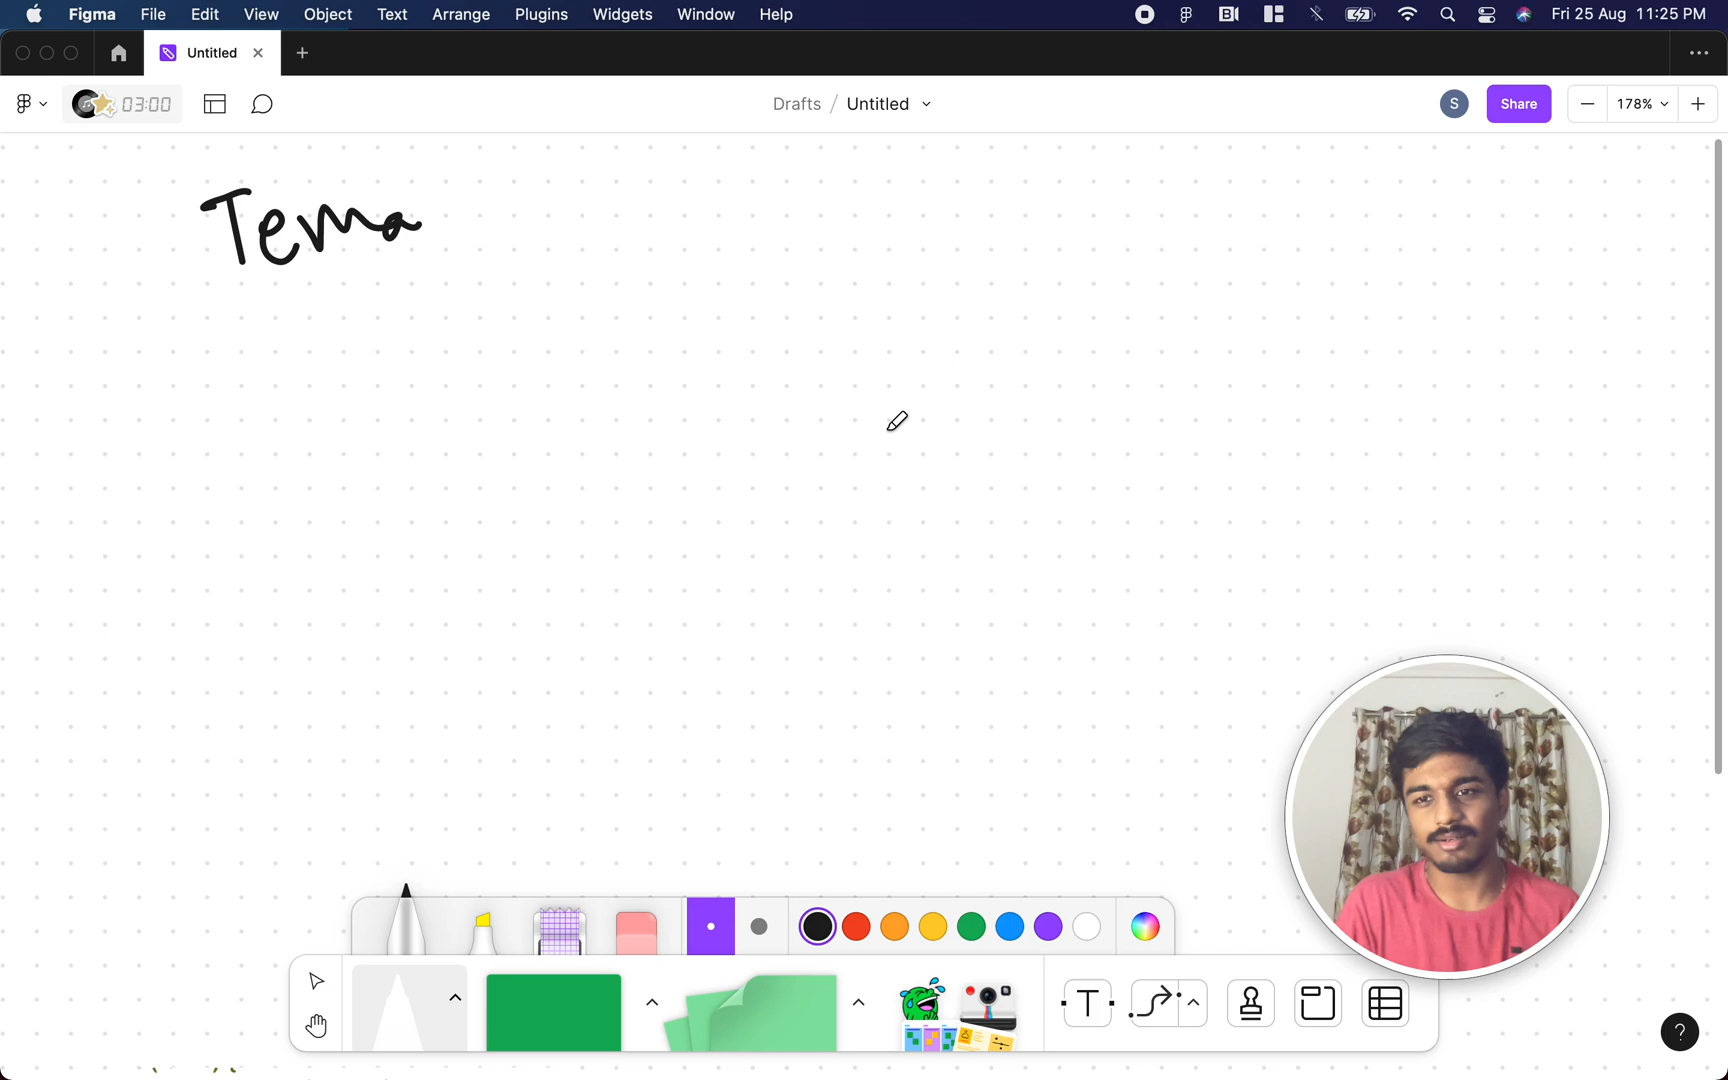 Figma File Edit View Object Text Arrange Plugins Widgets Window Help Fri 25 Aug 11:25 PM
Untitled
03:00 Drafts / Untitled S Share 178%
Tema
T
?